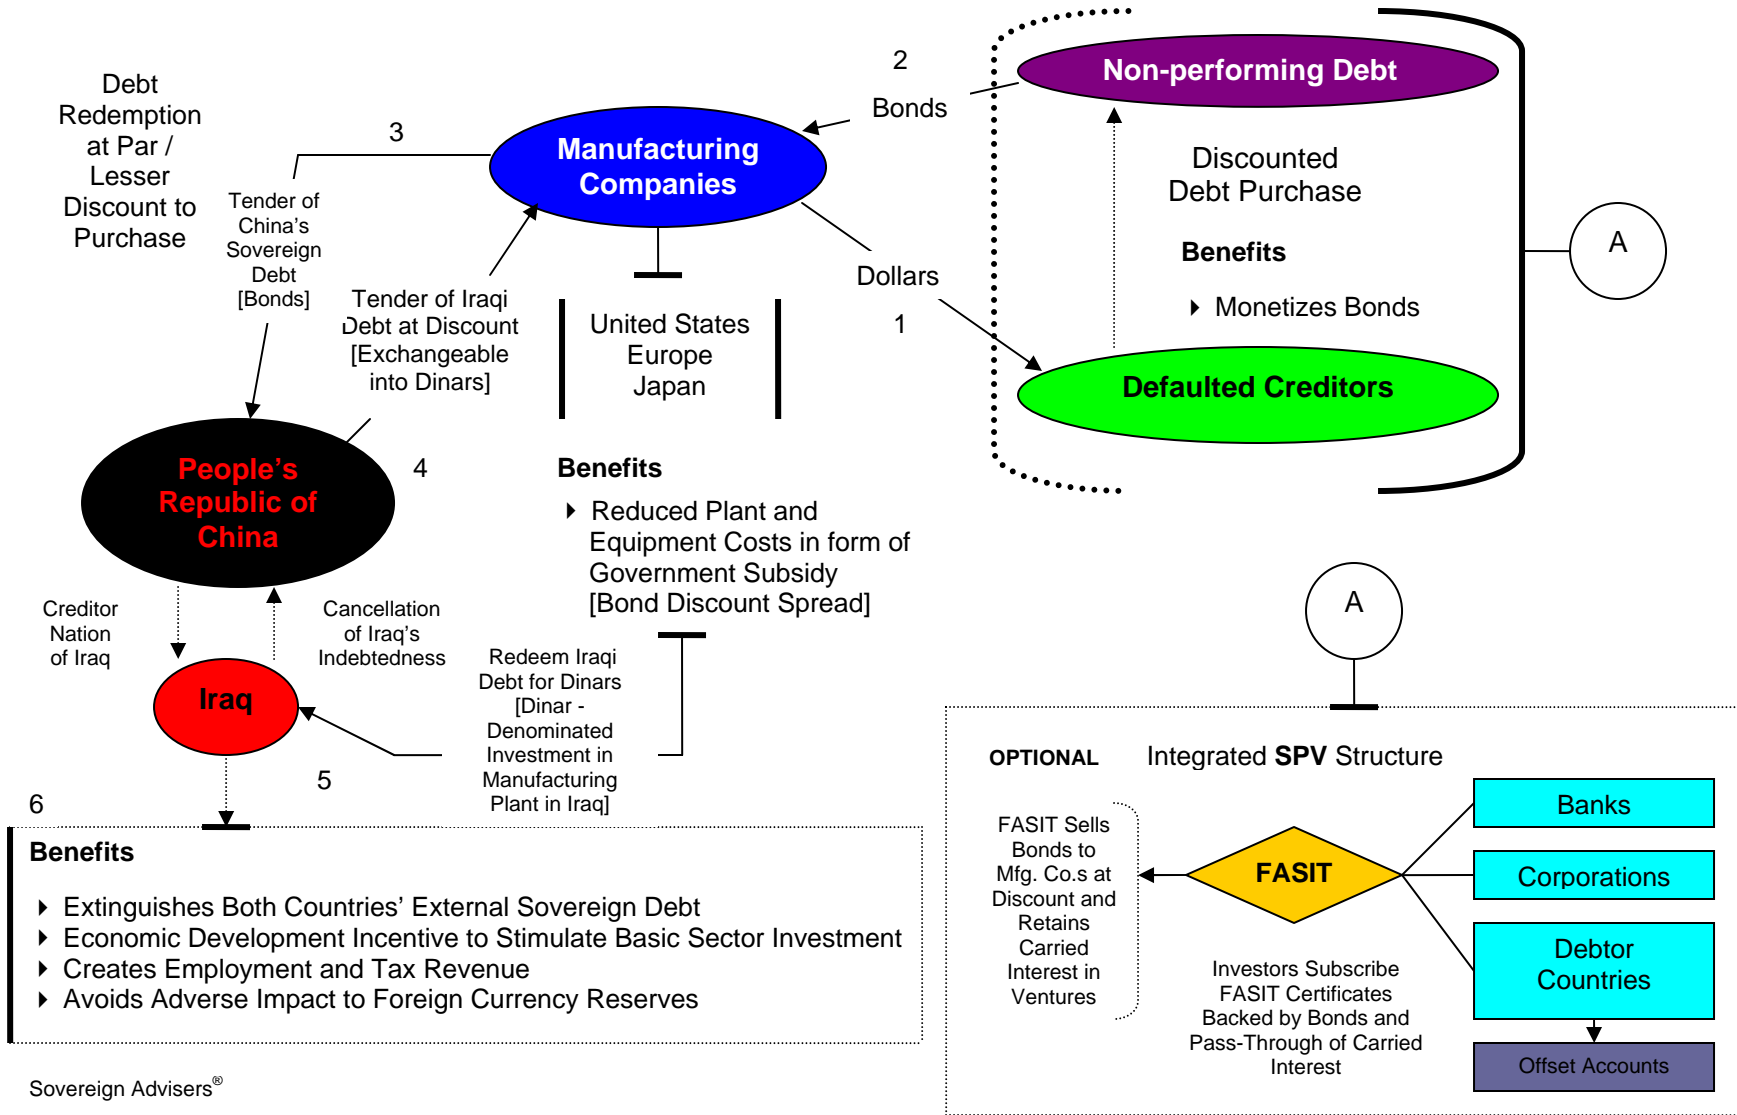 Debt
Redemption
at Par /
Lesser
Discount to
Purchase
3
Tender of
China's
Sovereign
Debt
[Bonds]
Tender of Iraqi
Debt at Discount
[Exchangeable
into Dinars]
4
Manufacturing
Companies
2
Bonds
Dollars
1
United States
Europe
Japan
Benefits
Reduced Plant and
Equipment Costs in form of
Government Subsidy
[Bond Discount Spread]
Non-performing Debt
Discounted
Debt Purchase
Benefits
Monetizes Bonds
Defaulted Creditors
A
People's
Republic of
China
Creditor
Nation
of Iraq
Cancellation
of Iraq's
Indebtedness
Iraq
Redeem Iraqi
Debt for Dinars
[Dinar -
Denominated
Investment in
Manufacturing
Plant in Iraq]
5
6
Benefits
Extinguishes Both Countries' External Sovereign Debt
Economic Development Incentive to Stimulate Basic Sector Investment
Creates Employment and Tax Revenue
Avoids Adverse Impact to Foreign Currency Reserves
A
OPTIONAL Integrated SPV Structure
FASIT Sells
Bonds to
Mfg. Co.s at
Discount and
Retains
Carried
Interest in
Ventures
FASIT
Investors Subscribe
FASIT Certificates
Backed by Bonds and
Pass-Through of Carried
Interest
Banks
Corporations
Debtor
Countries
Offset Accounts
Sovereign Advisers®